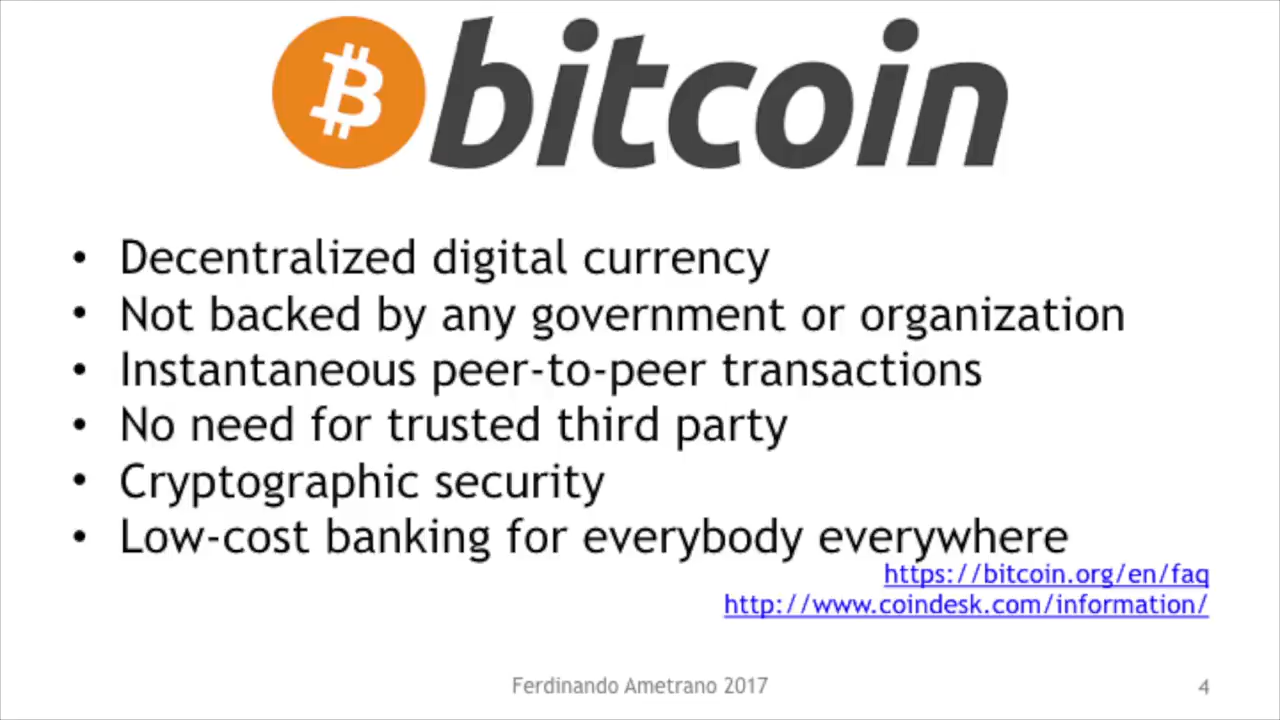 bitcoin
• Decentralized digital currency
• Not backed by any government or organization
• Instantaneous peer-to-peer transactions
• No need for trusted third party
• Cryptographic security
• Low-cost banking for everybody everywhere
https://bitcoin.org/en/faq
http://www.coindesk.com/information/
Ferdinando Ametrano 2017
4